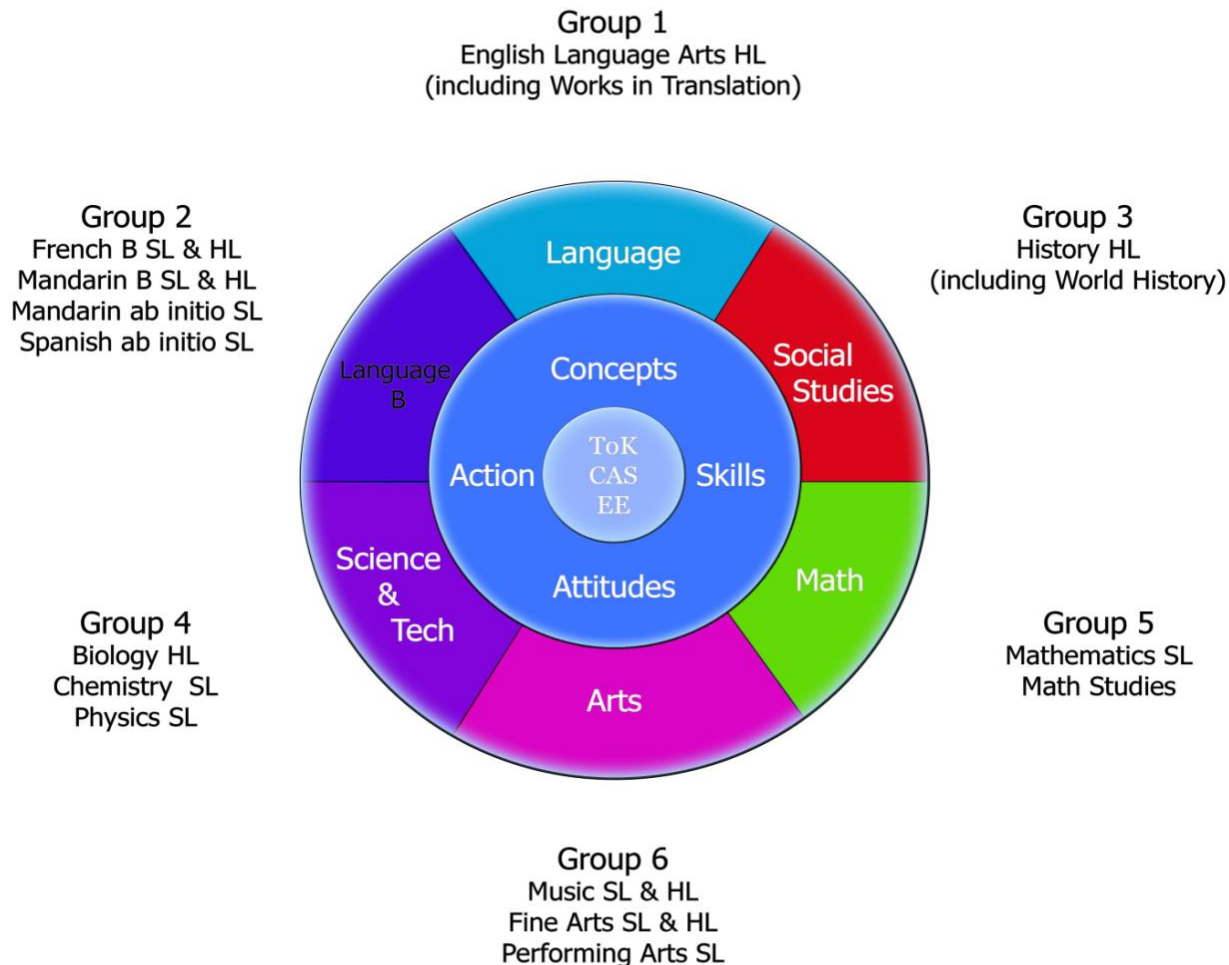 Group 1
English Language Arts HL
(including Works in Translation)
Group 2
French B SL & HL
Mandarin B SL & HL
Mandarin ab initio SL
Spanish ab initio SL
Group 3
History HL
(including World History)
Language
Social
Studies
Language
B
Concepts
Action
ToK
CAS
EE
Skills
Attitudes
Science
&
Tech
Math
Arts
Group 4
Biology HL
Chemistry SL
Physics SL
Group 5
Mathematics SL
Math Studies
Group 6
Music SL & HL
Fine Arts SL & HL
Performing Arts SL